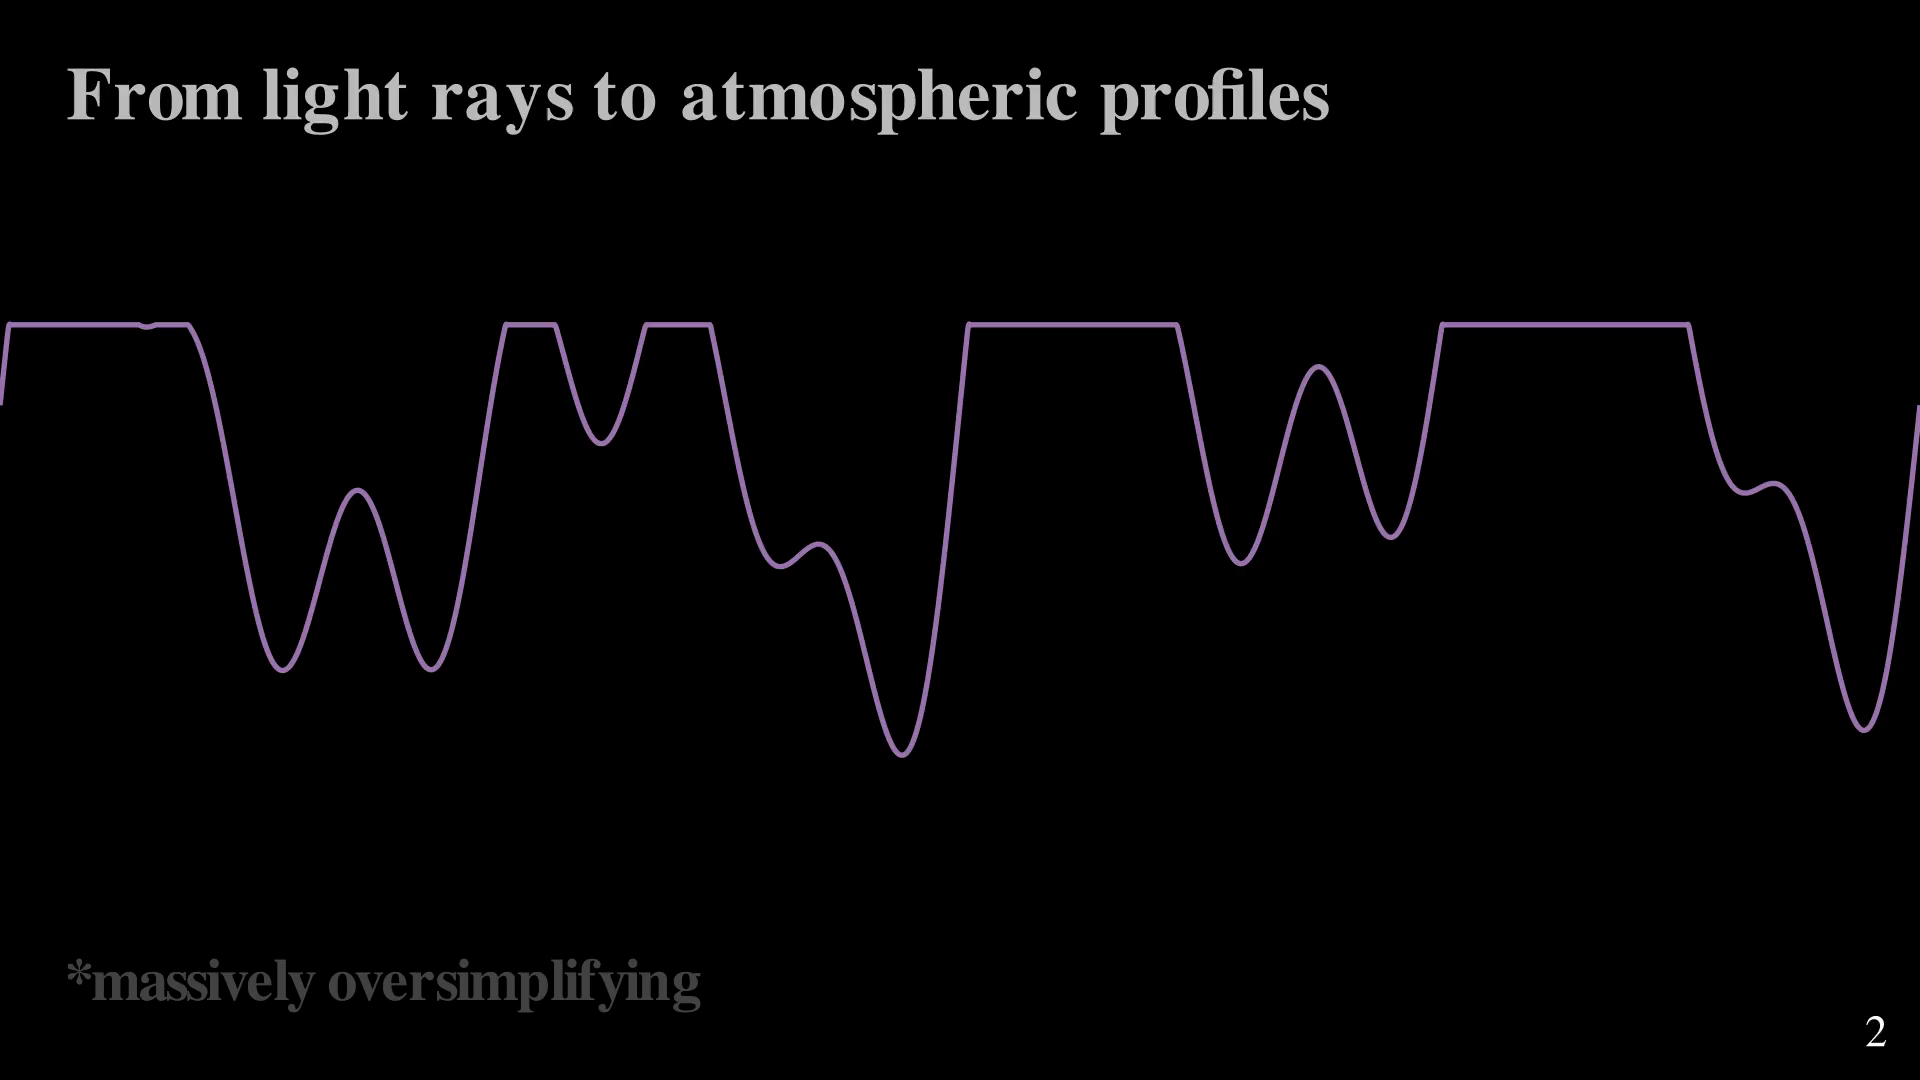 From light rays to atmospheric profiles
*massively oversimplifying
2